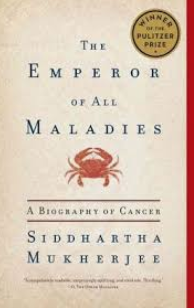 WINNER
OF THE
PULITZER
PRIZE
THE
EMPEROR
OF ALL
MALADIES
A BIOGRAPHY OF CANCER
SIDDHARTHA
MUKHERJEE